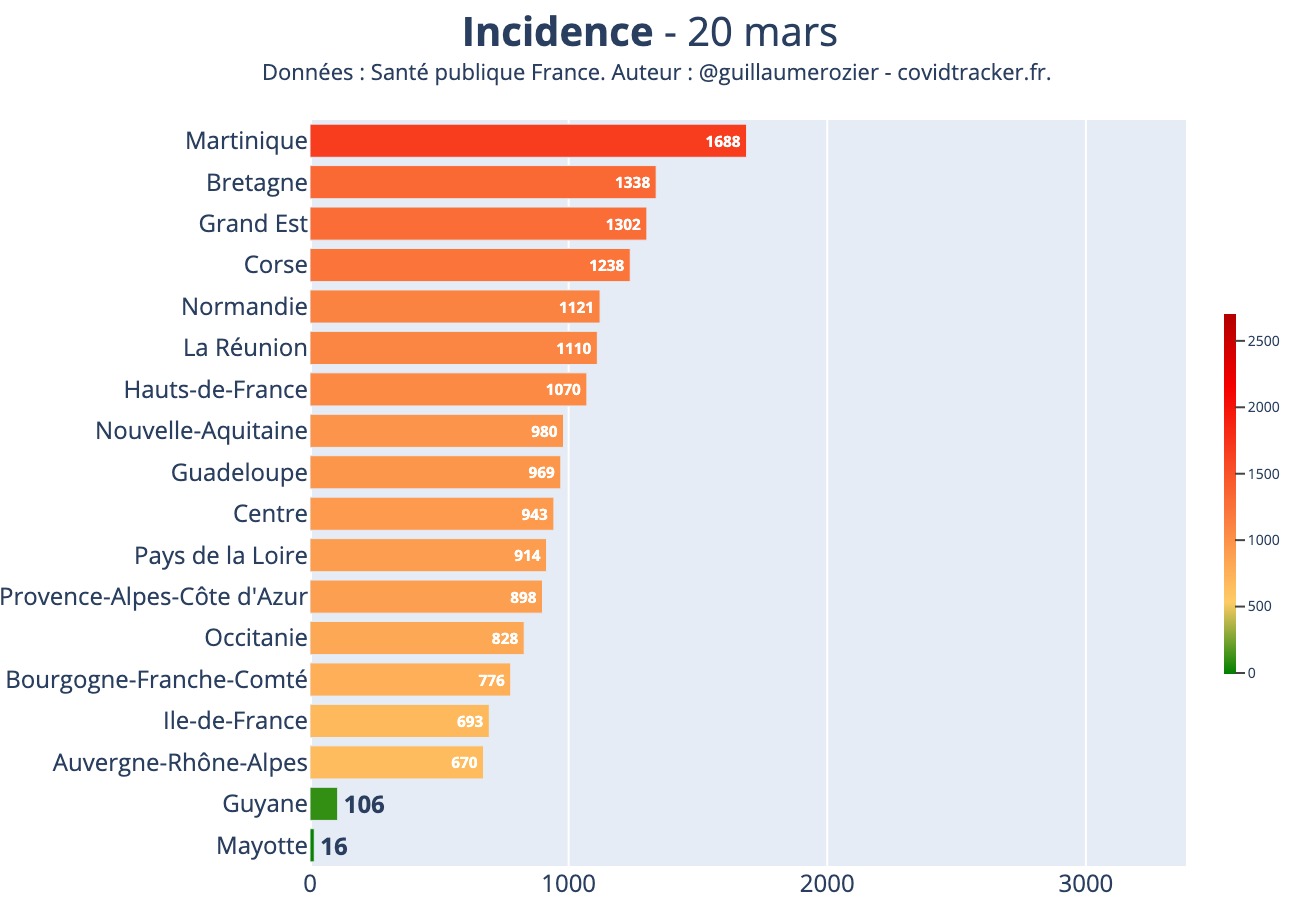 Incidence - 20 mars
Données : Santé publique France. Auteur : @guillaumerozier - covidtracker.fr.
Martinique 1688
Bretagne 1338
Grand Est 1302
Corse 1238
Normandie 1121
La Réunion 1110
Hauts-de-France 1070
Nouvelle-Aquitaine 980
Guadeloupe 969
Centre 943
Pays de la Loire 914
Provence-Alpes-Côte d'Azur 898
Occitanie 828
Bourgogne-Franche-Comté 776
Ile-de-France 693
Auvergne-Rhône-Alpes 670
Guyane 106
Mayotte 16
0 1000 2000 3000
2500
2000
1500
1000
500
0